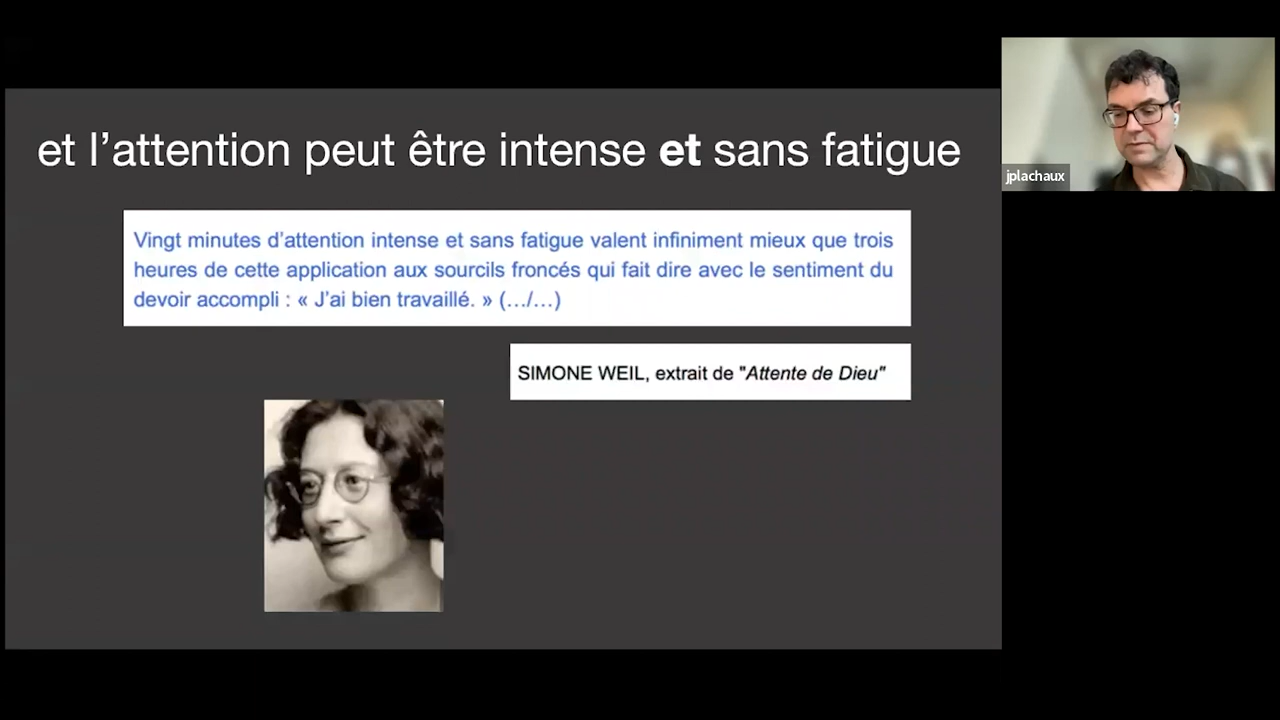 et l’attention peut être intense et sans fatigue
Vingt minutes d’attention intense et sans fatigue valent infiniment mieux que trois
heures de cette application aux sourcils froncés qui fait dire avec le sentiment du
devoir accompli : « J’ai bien travaillé. » (…/…)
SIMONE WEIL, extrait de "Attente de Dieu"
jplachaux